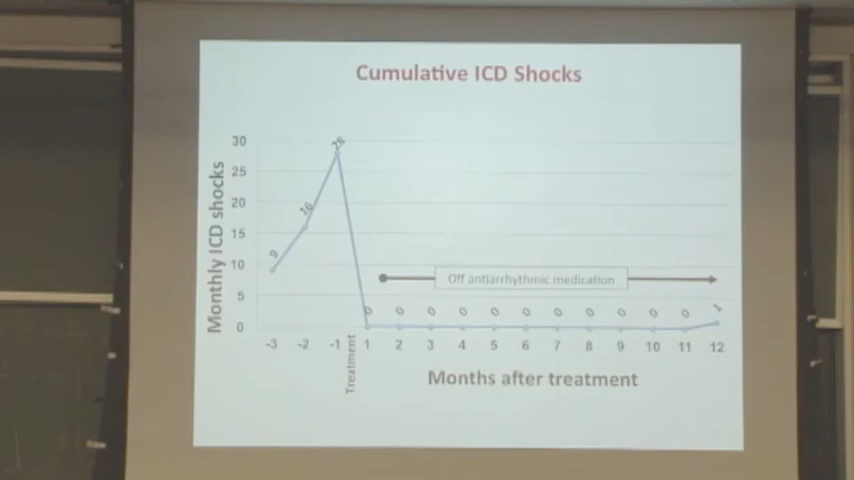 Cumulative ICD Shocks
Monthly ICD shocks
30
25
20
15
10
5
0
9
16
28
0 0 0 0 0 0 0 0 0 0 0 1
Off antiarrhythmic medication
-3 -2 -1 Treatment 1 2 3 4 5 6 7 8 9 10 11 12
Months after treatment